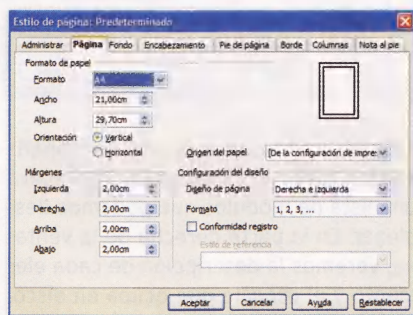 Estilo de página: Predeterminado
Administrar Página Fondo Encabezamiento Pie de página Borde Columnas Nota al pie
Formato de papel
Formato A4
Ancho 21,00cm
Altura 29,70cm
Orientación Vertical
Horizontal
Origen del papel [De la configuración de impre:
Márgenes
Configuración del diseño
Izquierda 2,00cm
Diseño de página Derecha e izquierda
Derecha 2,00cm
Formato 1, 2, 3, ...
Arriba 2,00cm
Conformidad registro
Abajo 2,00cm
Estilo de referencia
Aceptar Cancelar Ayuda Restablecer